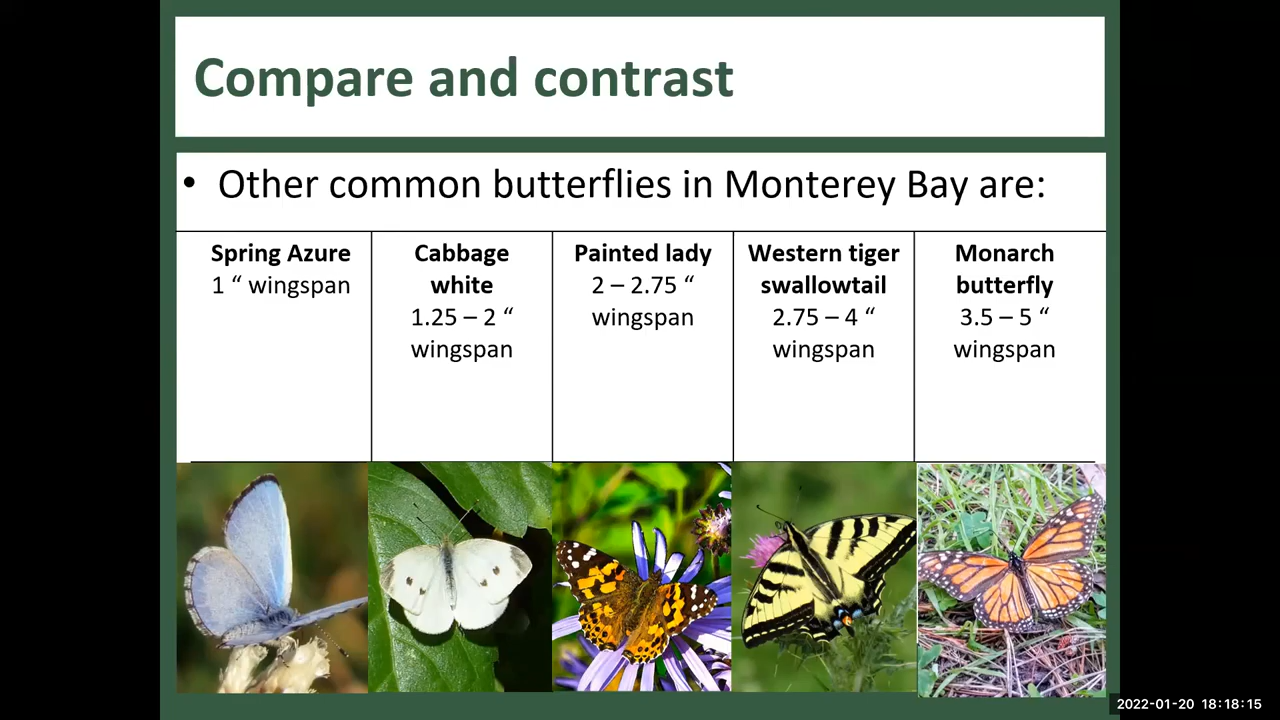 Compare and contrast
• Other common butterflies in Monterey Bay are:
Spring Azure
1 “ wingspan
Cabbage
white
1.25 – 2 “
wingspan
Painted lady
2 – 2.75 “
wingspan
Western tiger
swallowtail
2.75 – 4 “
wingspan
Monarch
butterfly
3.5 – 5 “
wingspan
2022-01-20 18:18:15